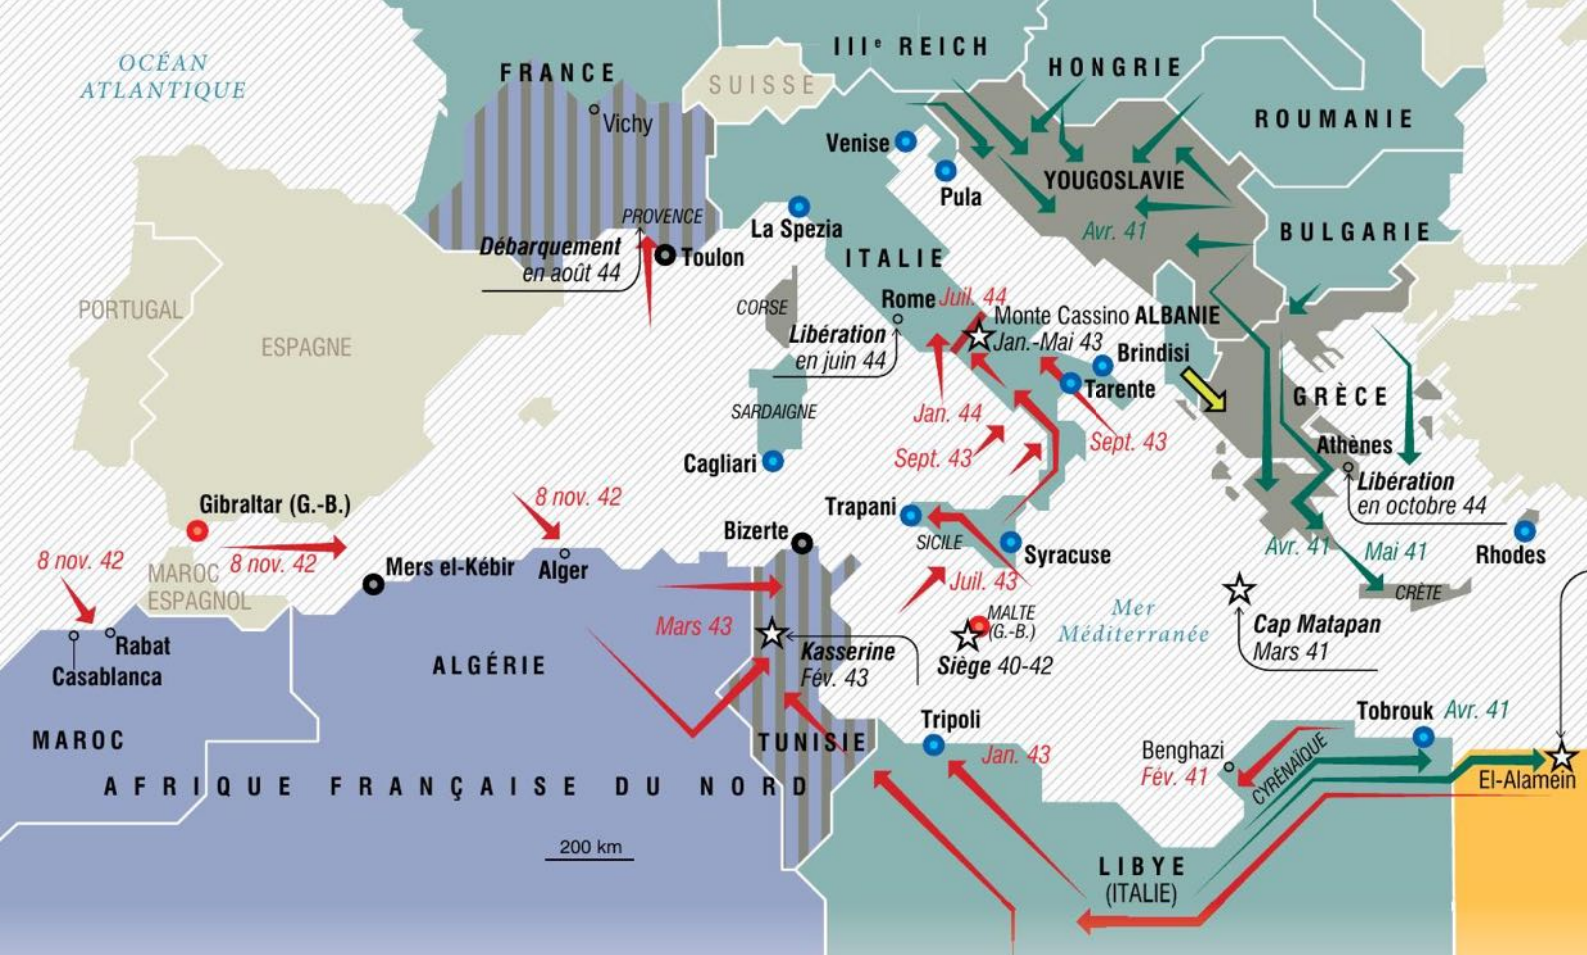 OCÉAN
ATLANTIQUE
FRANCE
Vichy
SUISSE
IIIe REICH
HONGRIE
ROUMANIE
Venise
Pula
YOUGOSLAVIE
Avr. 41
BULGARIE
PROVENCE
Débarquement
en août 44
Toulon
La Spezia
ITALIE
PORTUGAL
ESPAGNE
CORSE
Rome
Juil. 44
Libération
en juin 44
Monte Cassino
Jan.-Mai 43
ALBANIE
Brindisi
Tarente
GRÈCE
SARDAIGNE
Jan. 44
Sept. 43
Sept. 43
Athènes
Libération
en octobre 44
Cagliari
Gibraltar (G.-B.)
8 nov. 42
8 nov. 42
8 nov. 42
Mers el-Kébir
Alger
Bizerte
Trapani
SICILE
Syracuse
Juil. 43
Avr. 41
Mai 41
Rhodes
CRÈTE
MAROC
ESPAGNOL
Rabat
Casablanca
ALGÉRIE
Mars 43
Kasserine
Fév. 43
MALTE
(G.-B.)
Siège 40-42
Mer
Méditerranée
Cap Matapan
Mars 41
MAROC
TUNISIE
Tripoli
Jan. 43
Benghazi
Fév. 41
CYRÉNAÏQUE
Tobrouk
Avr. 41
El-Alamein
AFRIQUE FRANÇAISE DU NORD
200 km
LIBYE
(ITALIE)